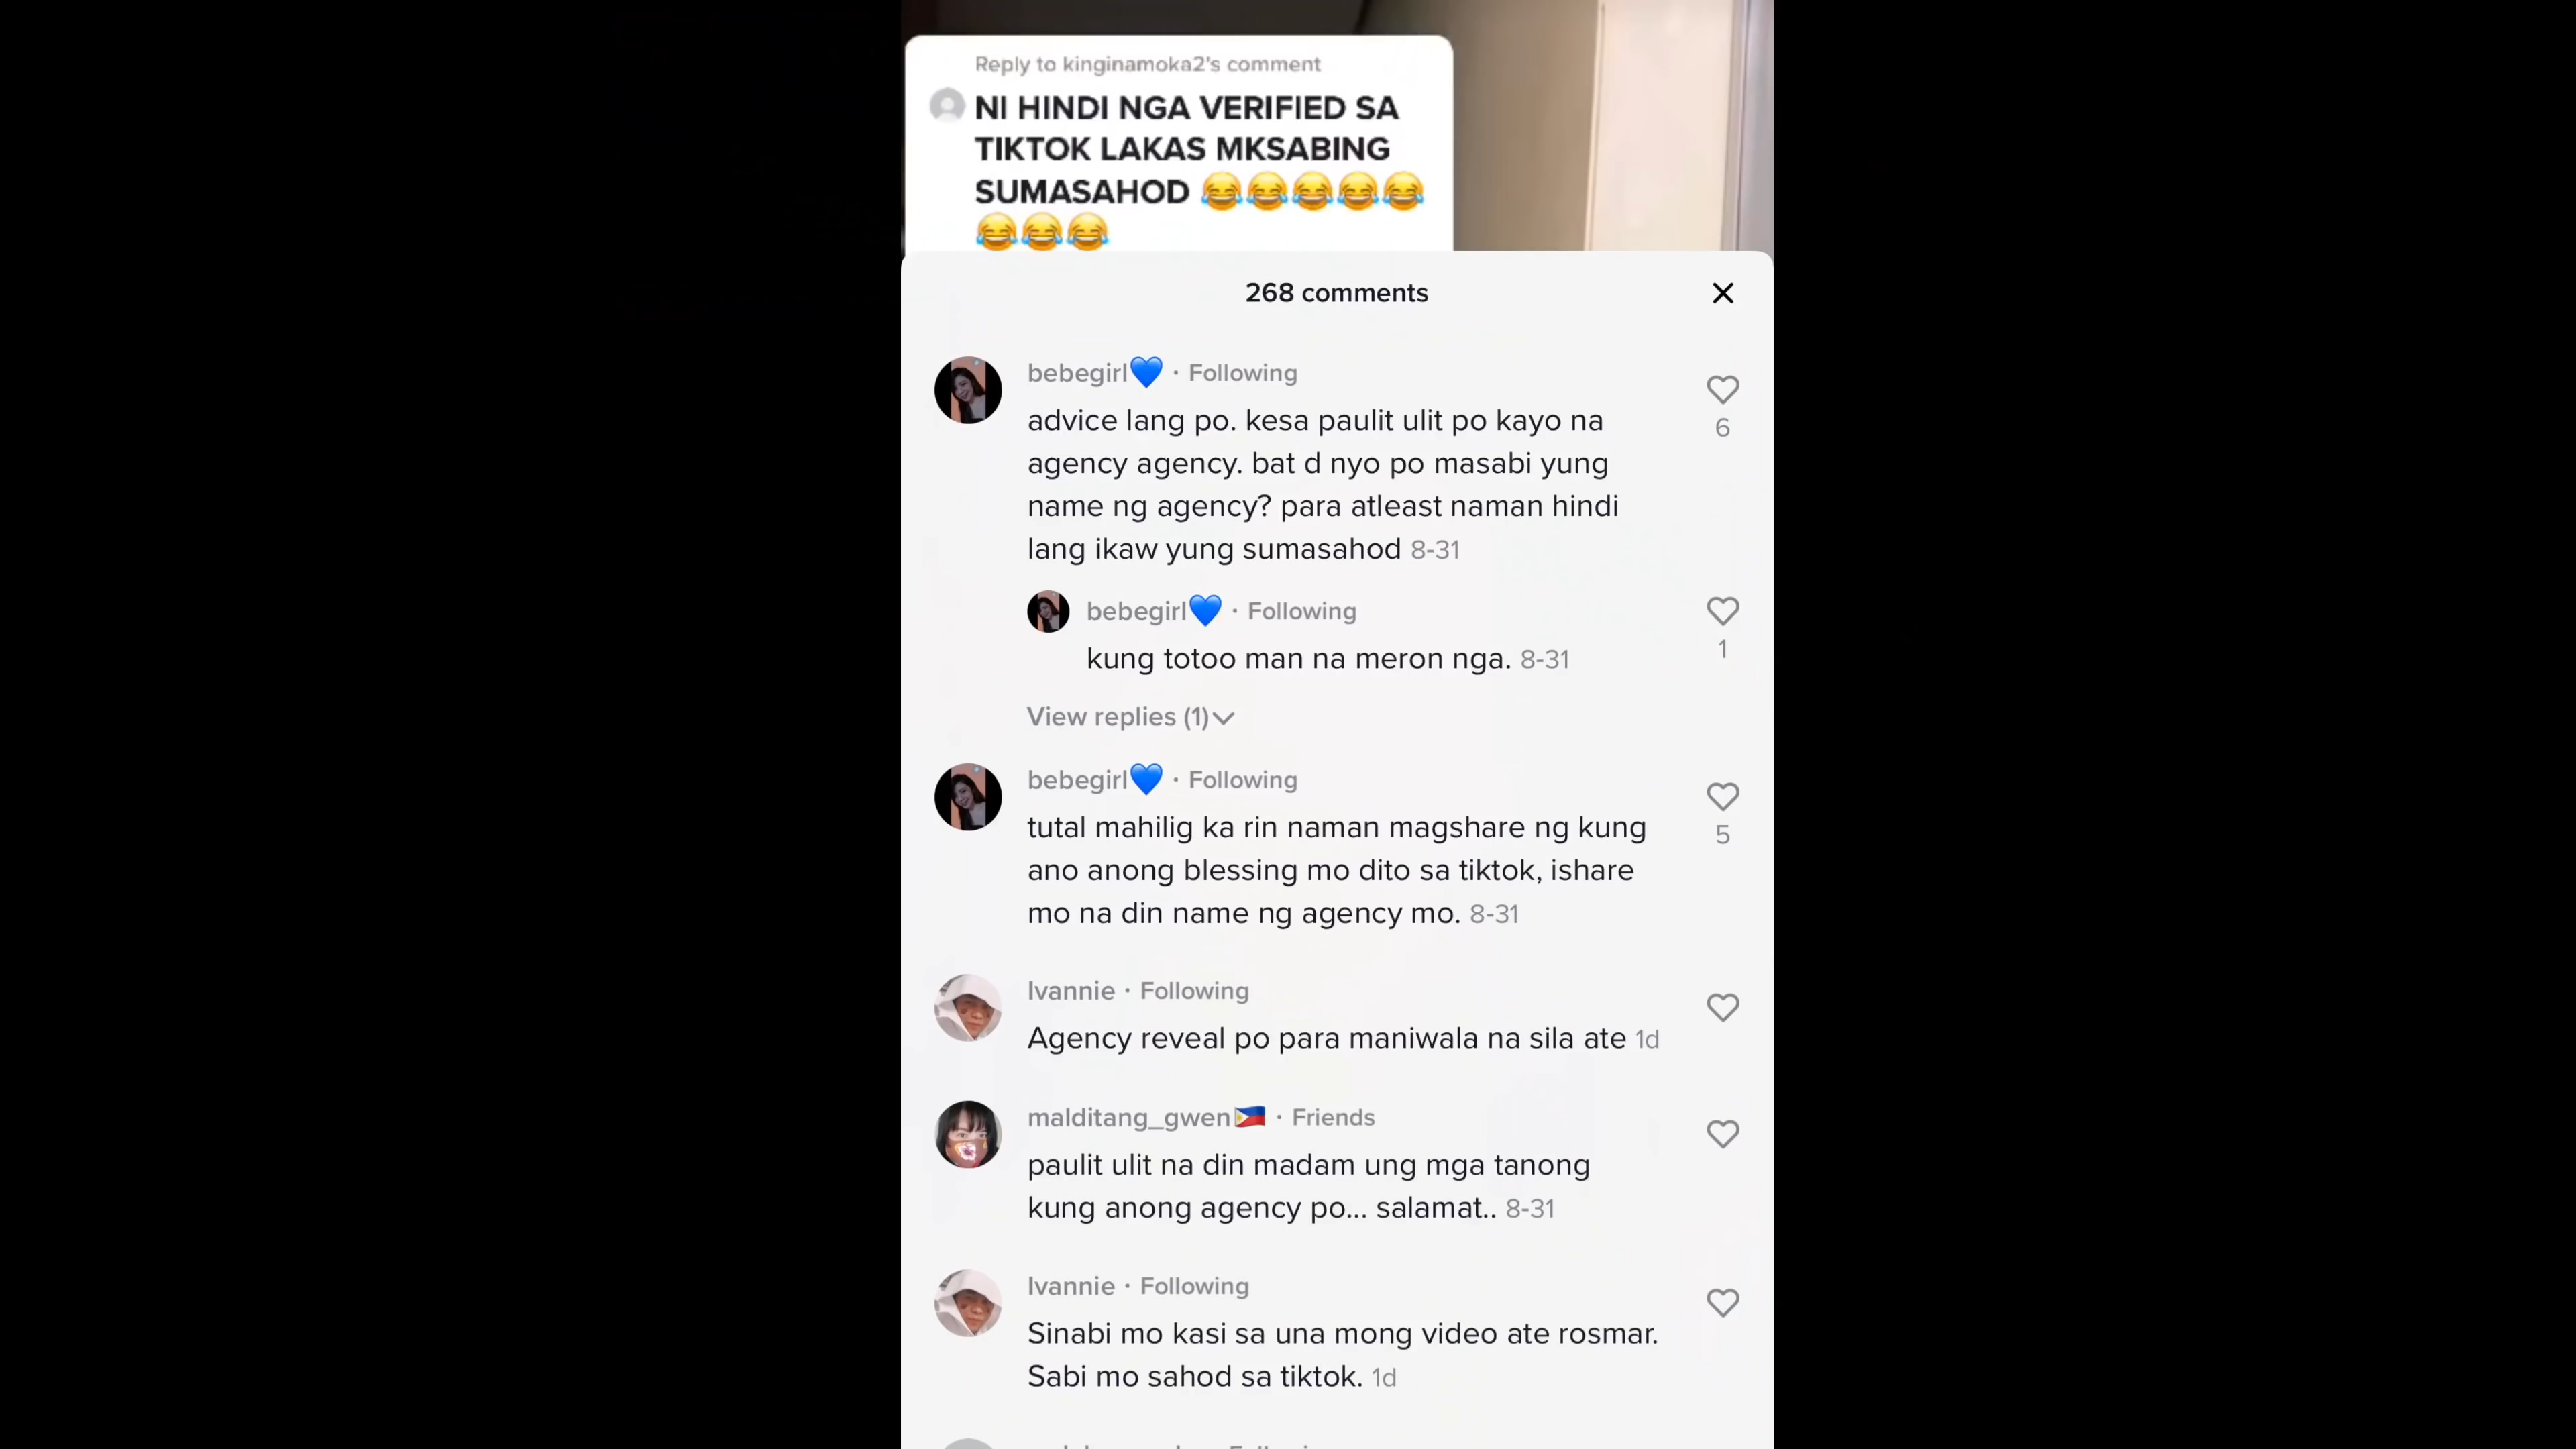 Reply to kinginamoka2's comment
NI HINDI NGA VERIFIED SA
TIKTOK LAKAS MKSABING
SUMASAHOD 😂😂😂😂😂
😂😂😂
268 comments
bebegirl💙 · Following
advice lang po. kesa paulit ulit po kayo na
agency agency. bat d nyo po masabi yung
name ng agency? para atleast naman hindi
lang ikaw yung sumasahod 8-31
6
bebegirl💙 · Following
kung totoo man na meron nga. 8-31
1
View replies (1)
bebegirl💙 · Following
tutal mahilig ka rin naman magshare ng kung
ano anong blessing mo dito sa tiktok, ishare
mo na din name ng agency mo. 8-31
5
Ivannie · Following
Agency reveal po para maniwala na sila ate 1d
malditang_gwen🇵🇭 · Friends
paulit ulit na din madam ung mga tanong
kung anong agency po... salamat.. 8-31
Ivannie · Following
Sinabi mo kasi sa una mong video ate rosmar.
Sabi mo sahod sa tiktok. 1d